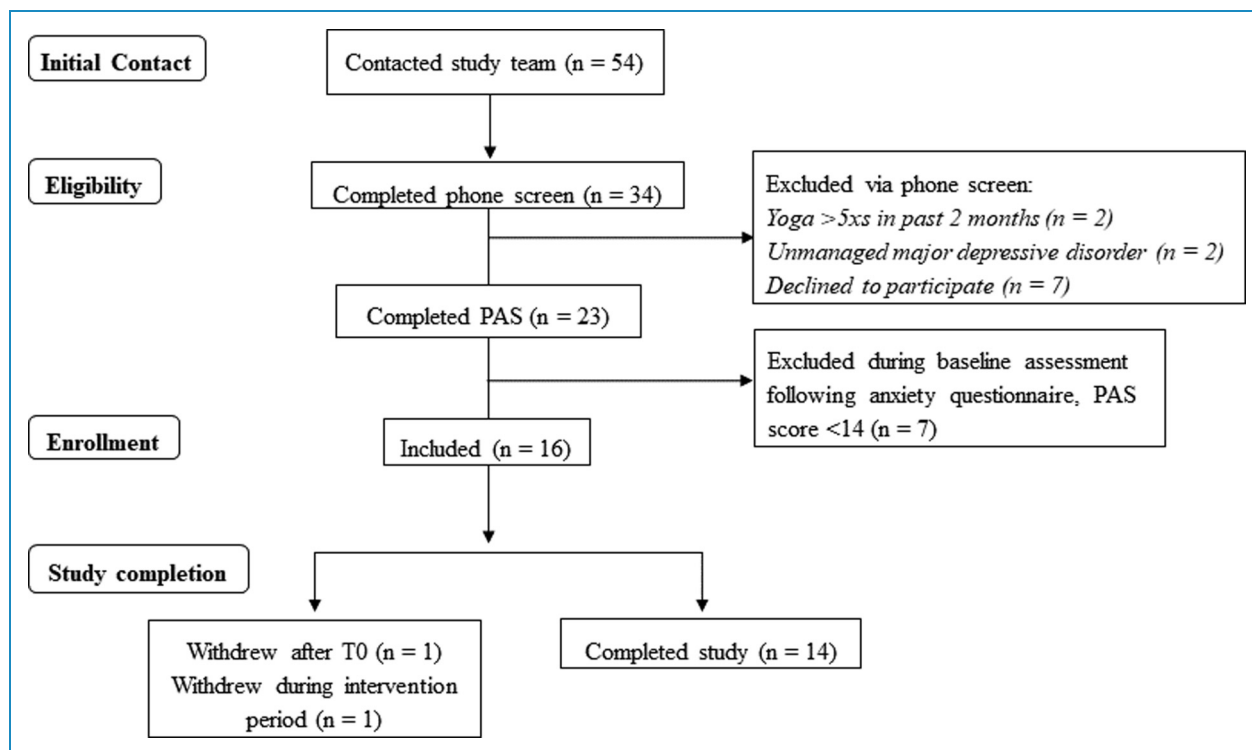 Initial Contact
Contacted study team (n = 54)
Eligibility
Completed phone screen (n = 34)
Excluded via phone screen:
Yoga >5xs in past 2 months (n = 2)
Unmanaged major depressive disorder (n = 2)
Declined to participate (n = 7)
Completed PAS (n = 23)
Excluded during baseline assessment
following anxiety questionnaire, PAS
score <14 (n = 7)
Enrollment
Included (n = 16)
Study completion
Withdrew after T0 (n = 1)
Withdrew during intervention
period (n = 1)
Completed study (n = 14)